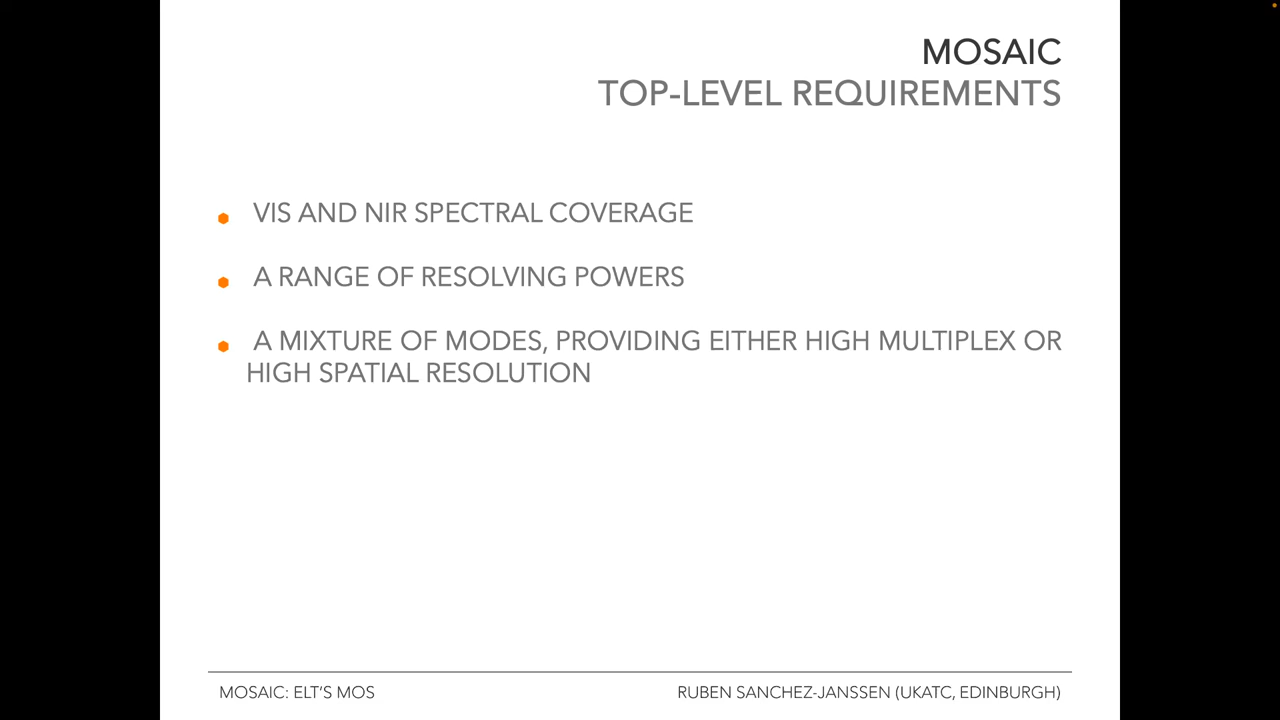 MOSAIC
TOP-LEVEL REQUIREMENTS
VIS AND NIR SPECTRAL COVERAGE
A RANGE OF RESOLVING POWERS
A MIXTURE OF MODES, PROVIDING EITHER HIGH MULTIPLEX OR
HIGH SPATIAL RESOLUTION
MOSAIC: ELT'S MOS
RUBEN SANCHEZ-JANSSEN (UKATC, EDINBURGH)